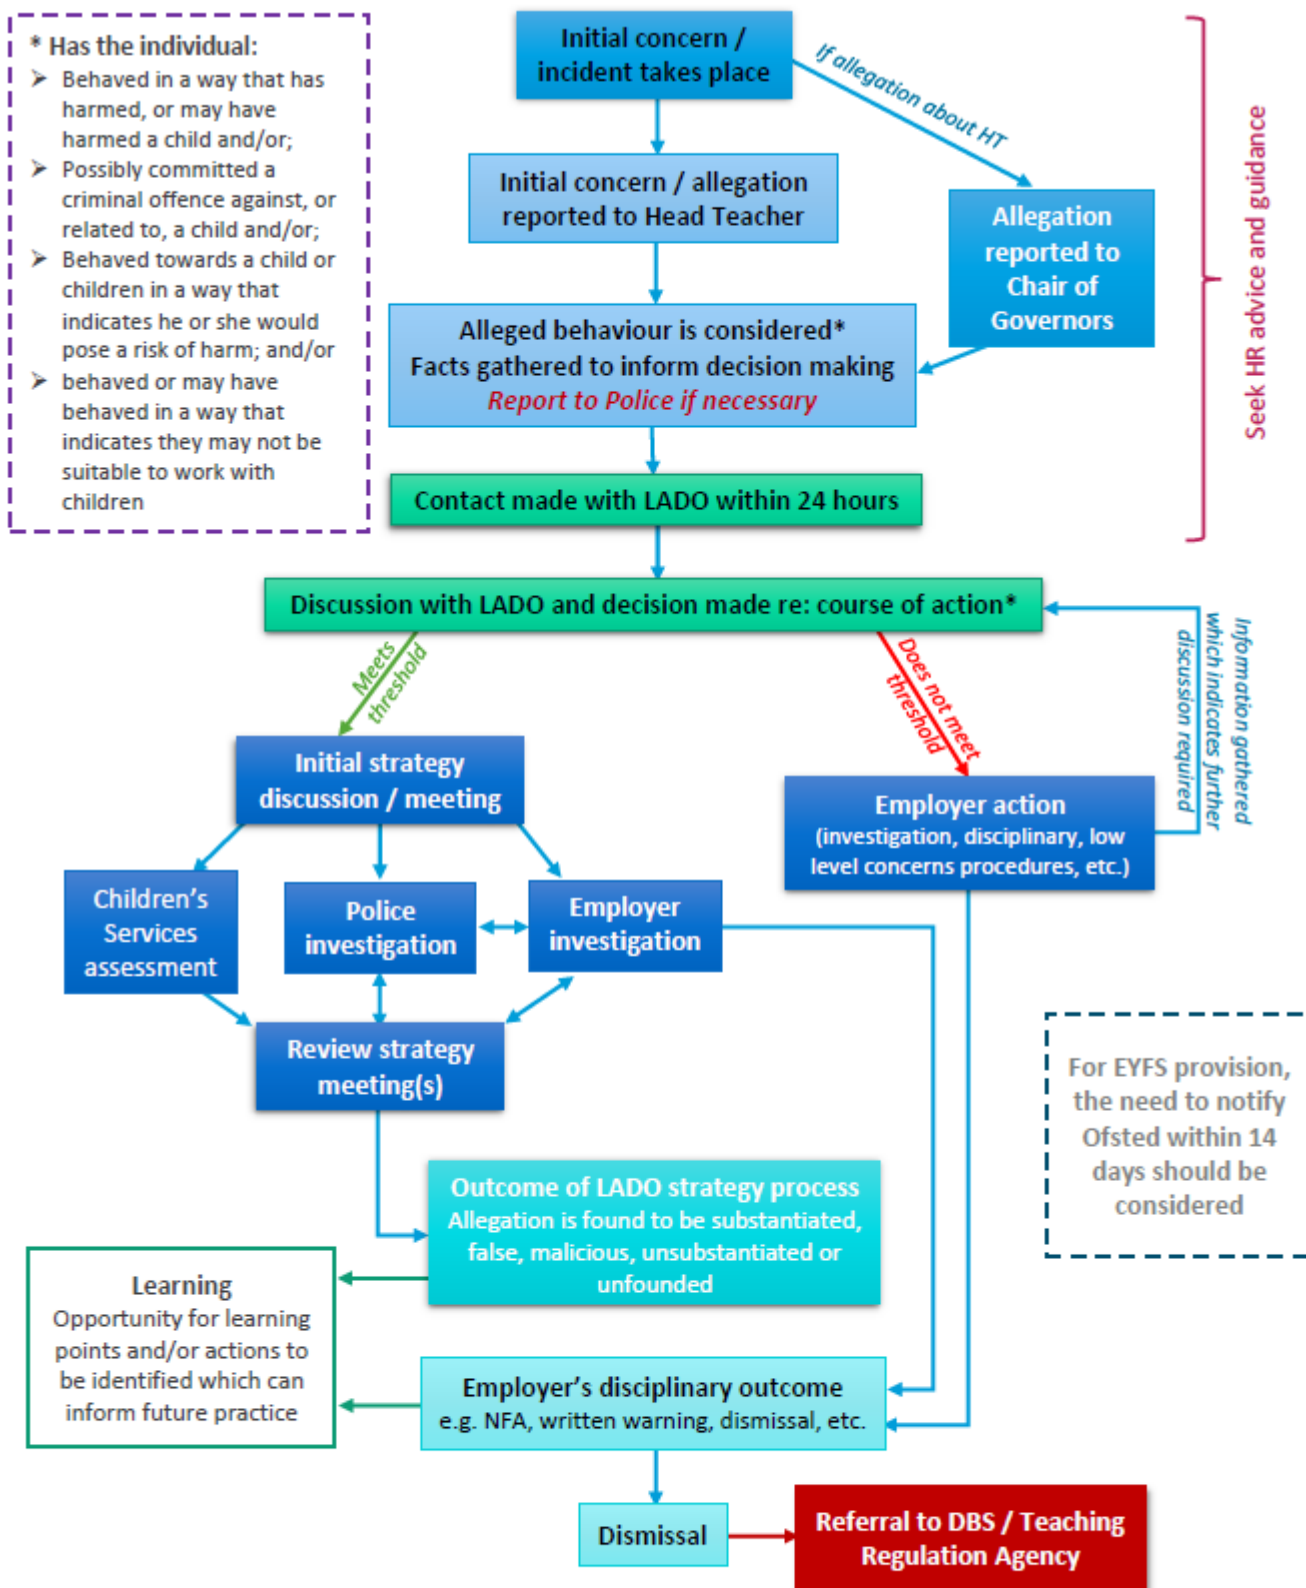 * Has the individual:
➤ Behaved in a way that has
harmed, or may have
harmed a child and/or;
➤ Possibly committed a
criminal offence against, or
related to, a child and/or;
➤ Behaved towards a child or
children in a way that
indicates he or she would
pose a risk of harm; and/or
➤ behaved or may have
behaved in a way that
indicates they may not be
suitable to work with
children
Initial concern /
incident takes place
If allegation about HT
Initial concern / allegation
reported to Head Teacher
Allegation
reported to
Chair of
Governors
Seek HR advice and guidance
Alleged behaviour is considered*
Facts gathered to inform decision making
Report to Police if necessary
Contact made with LADO within 24 hours
Discussion with LADO and decision made re: course of action*
Meets
threshold
Does not meet
threshold
Information gathered
which indicates further
discussion required
Initial strategy
discussion / meeting
Employer action
(investigation, disciplinary, low
level concerns procedures, etc.)
Children's
Services
assessment
Police
investigation
Employer
investigation
Review strategy
meeting(s)
For EYFS provision,
the need to notify
Ofsted within 14
days should be
considered
Outcome of LADO strategy process
Allegation is found to be substantiated,
false, malicious, unsubstantiated or
unfounded
Learning
Opportunity for learning
points and/or actions to
be identified which can
inform future practice
Employer's disciplinary outcome
e.g. NFA, written warning, dismissal, etc.
Dismissal
Referral to DBS / Teaching
Regulation Agency